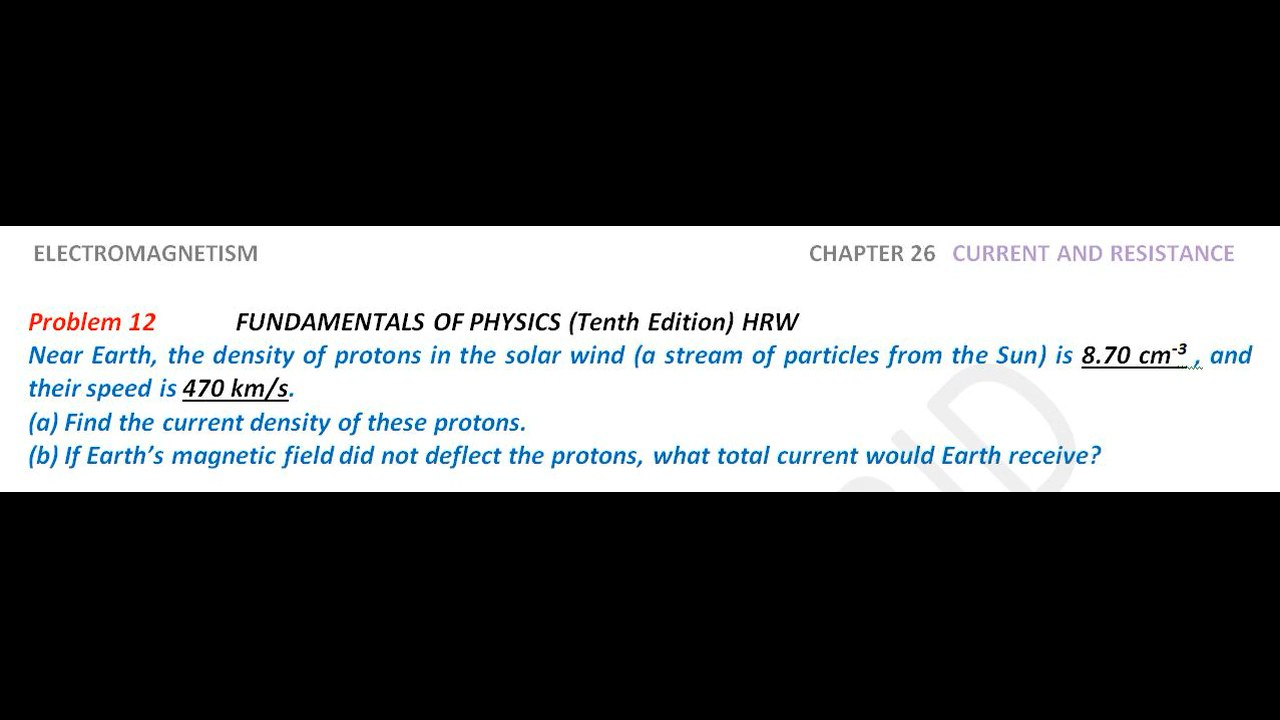 ELECTROMAGNETISM CHAPTER 26 CURRENT AND RESISTANCE
Problem 12 FUNDAMENTALS OF PHYSICS (Tenth Edition) HRW
Near Earth, the density of protons in the solar wind (a stream of particles from the Sun) is 8.70 cm⁻³ , and
their speed is 470 km/s.
(a) Find the current density of these protons.
(b) If Earth’s magnetic field did not deflect the protons, what total current would Earth receive?